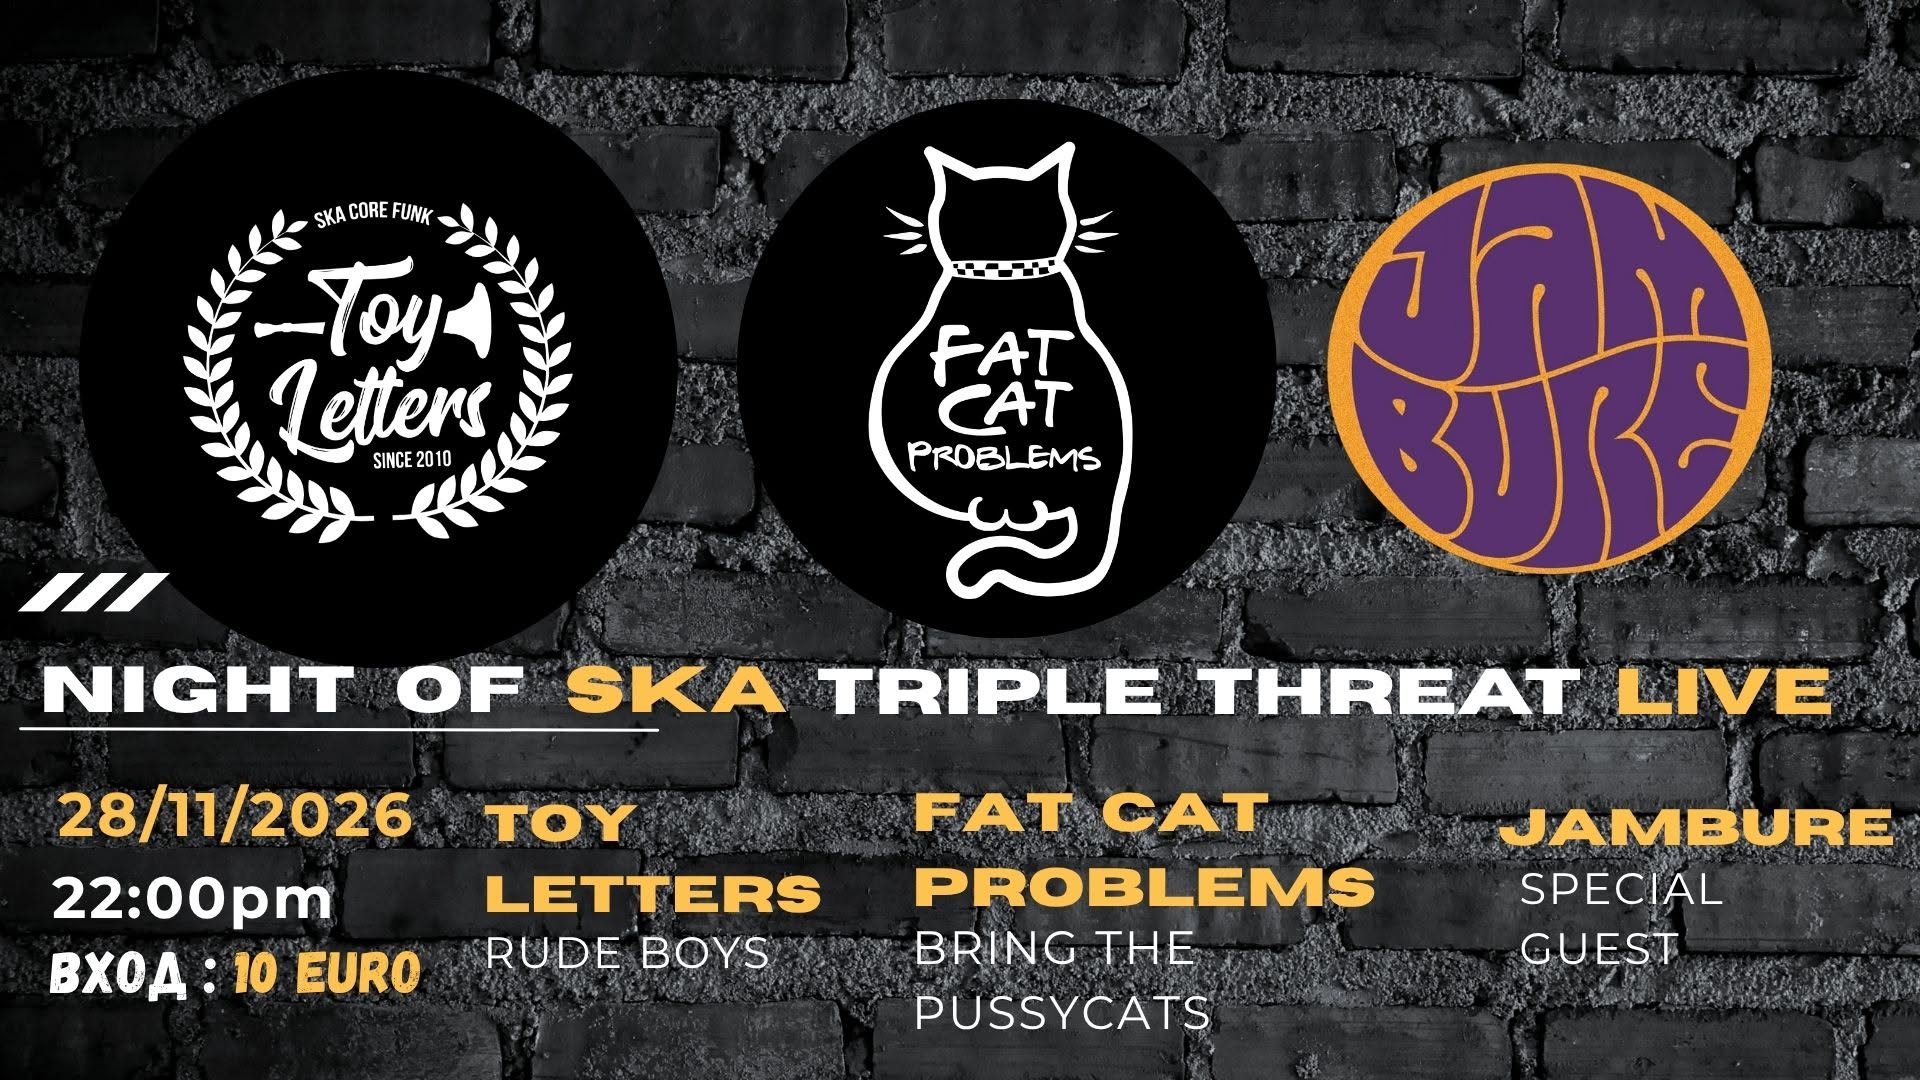 SKA CORE FUNK
Toy
Letters
SINCE 2010
FAT
CAT
PROBLEMS
JAM
BURE
NIGHT OF SKA TRIPLE THREAT LIVE
28/11/2026
22:00pm
ВХОД : 10 EURO
TOY
LETTERS
RUDE BOYS
FAT CAT
PROBLEMS
BRING THE
PUSSYCATS
JAMBURE
SPECIAL
GUEST